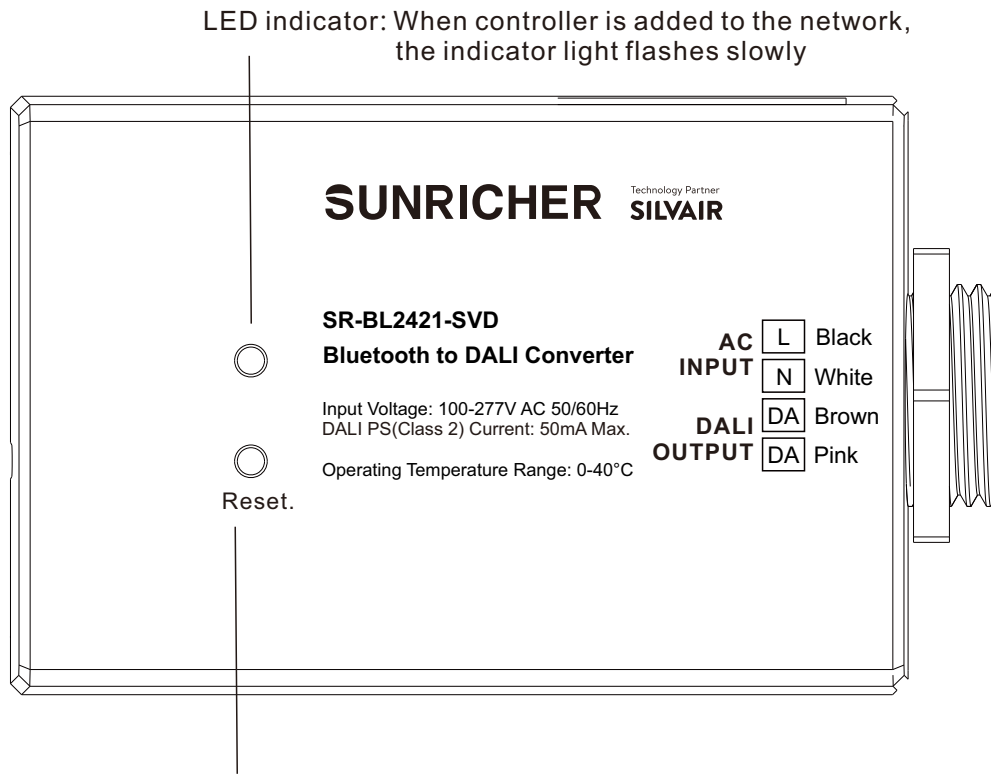 LED indicator: When controller is added to the network,
the indicator light flashes slowly
SUNRICHER
Technology Partner
SILVAIR
SR-BL2421-SVD
Bluetooth to DALI Converter
Input Voltage: 100-277V AC 50/60Hz
DALI PS(Class 2) Current: 50mA Max.
Operating Temperature Range: 0-40°C
AC
INPUT
L Black
N White
DALI
OUTPUT
DA Brown
DA Pink
Reset.